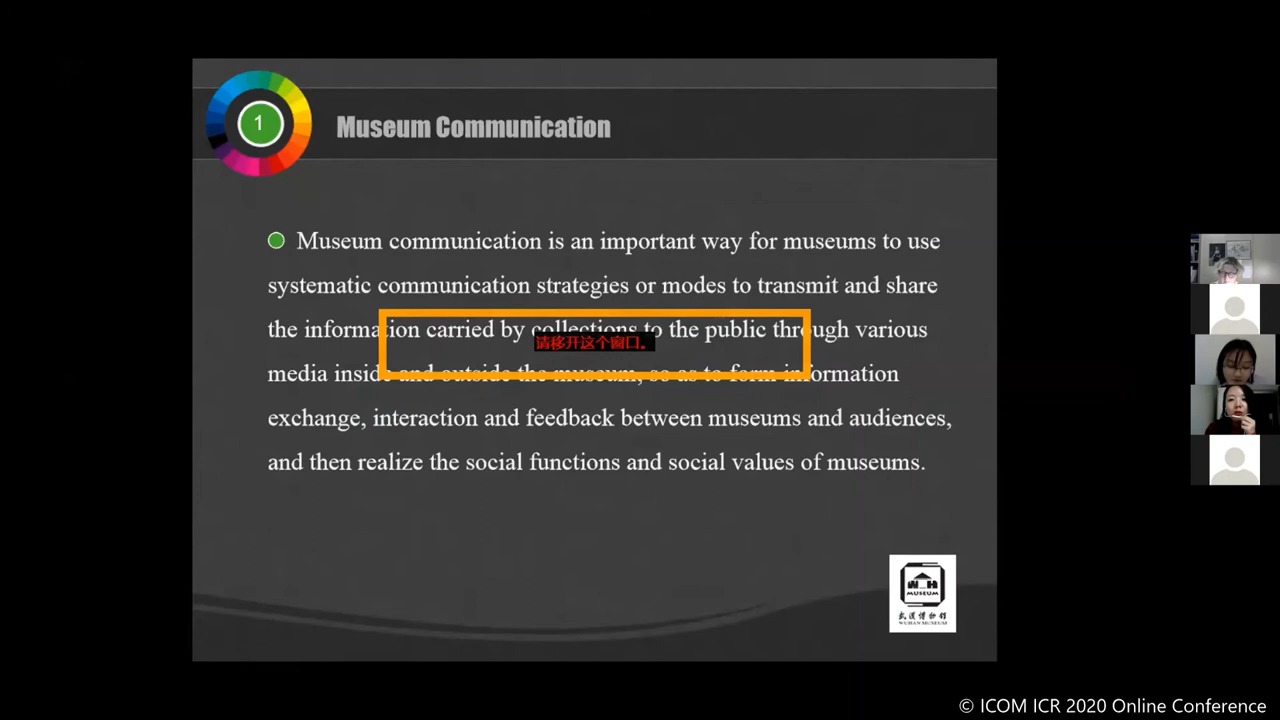 1
Museum Communication
Museum communication is an important way for museums to use
systematic communication strategies or modes to transmit and share
the information carried by collections to the public through various
请移开这个窗口。
media inside and outside the museum, so as to form information
exchange, interaction and feedback between museums and audiences,
and then realize the social functions and social values of museums.
W H
MUSEUM
武汉博物馆
WUHAN MUSEUM
© ICOM ICR 2020 Online Conference